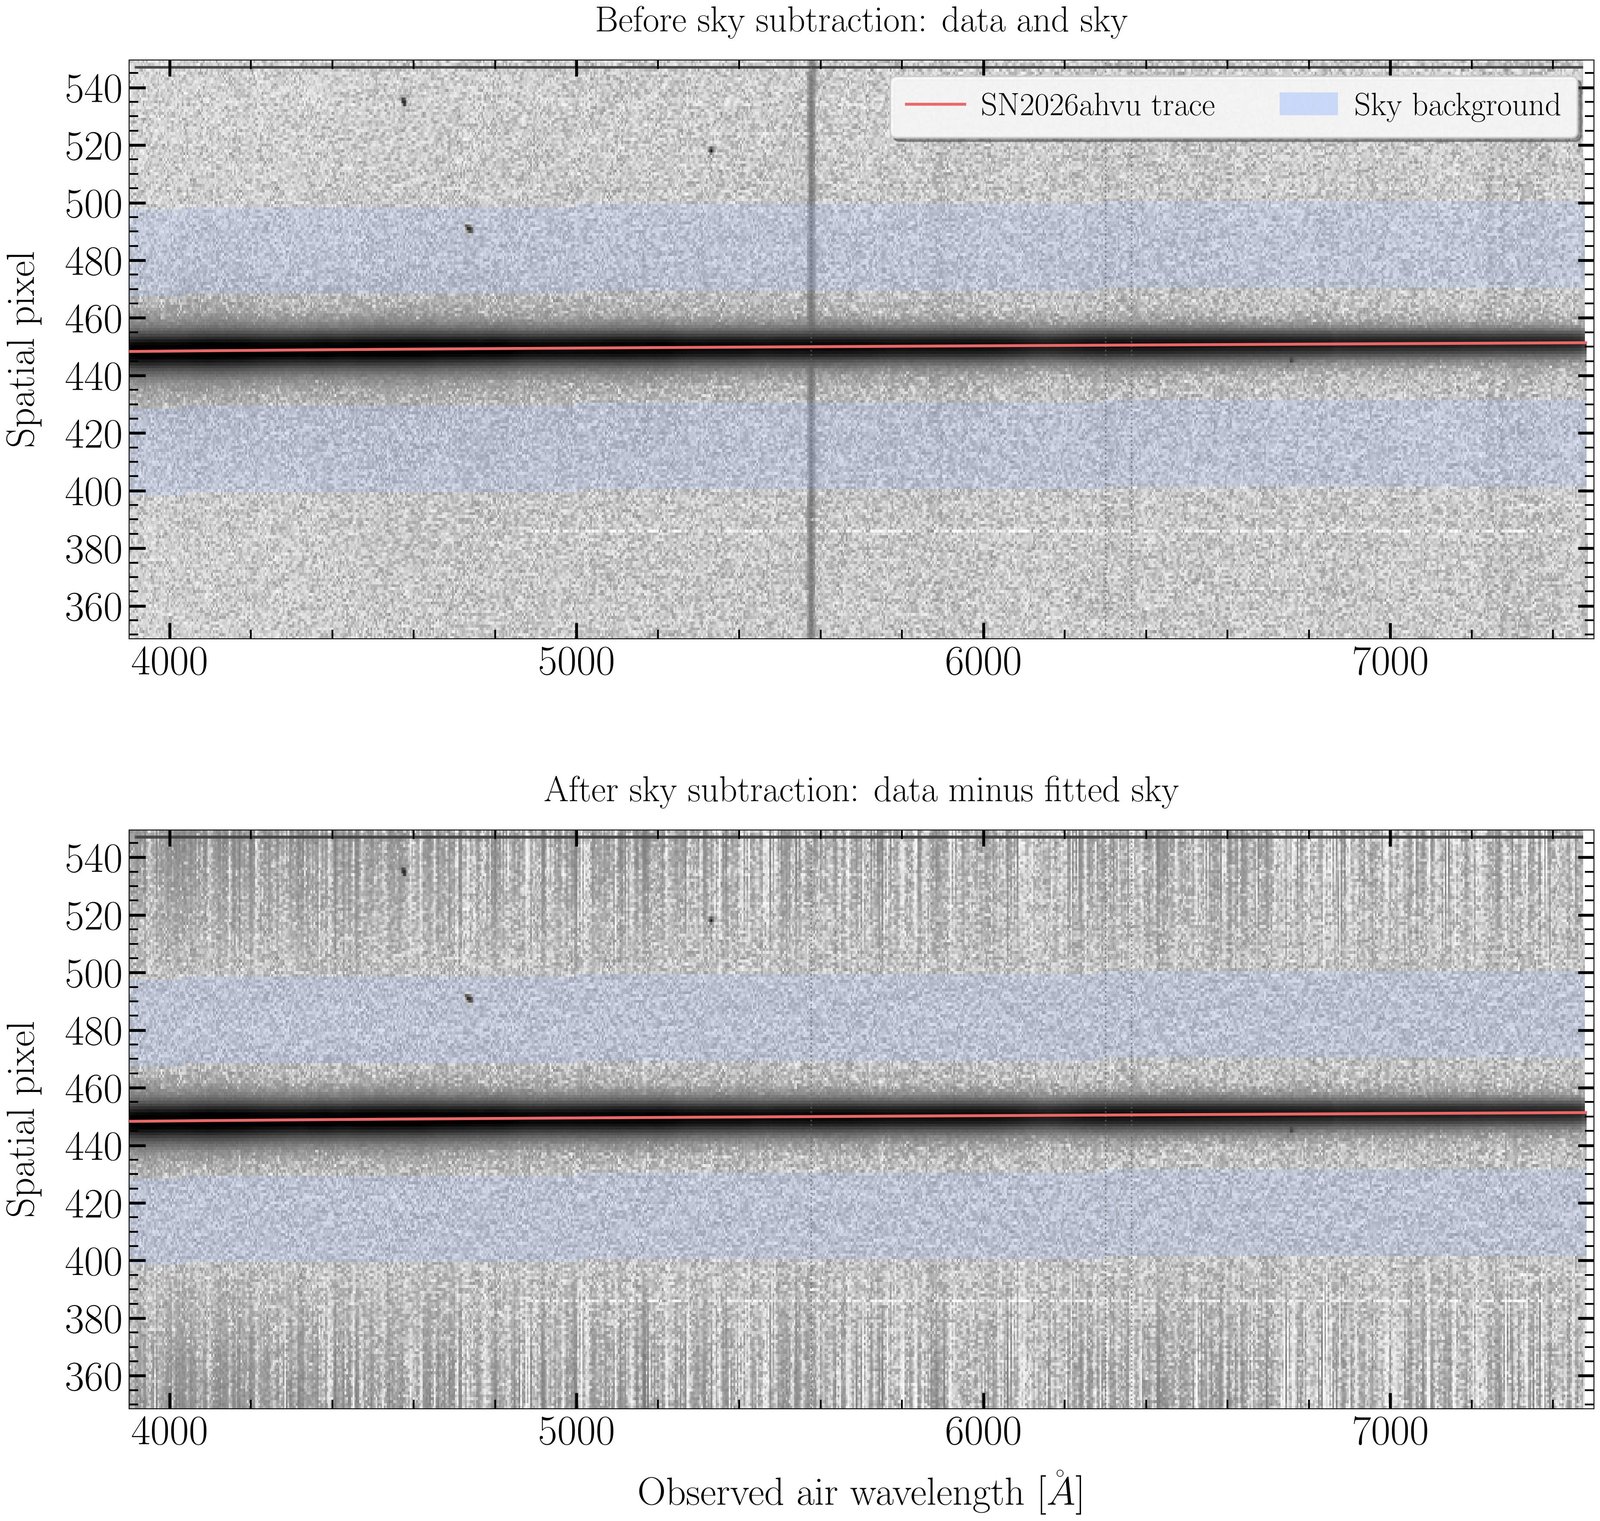 Before sky subtraction: data and sky
SN2026ahvu trace
Sky background
Spatial pixel
540
520
500
480
460
440
420
400
380
360
4000 5000 6000 7000
After sky subtraction: data minus fitted sky
Spatial pixel
540
520
500
480
460
440
420
400
380
360
4000 5000 6000 7000
Observed air wavelength [Å]